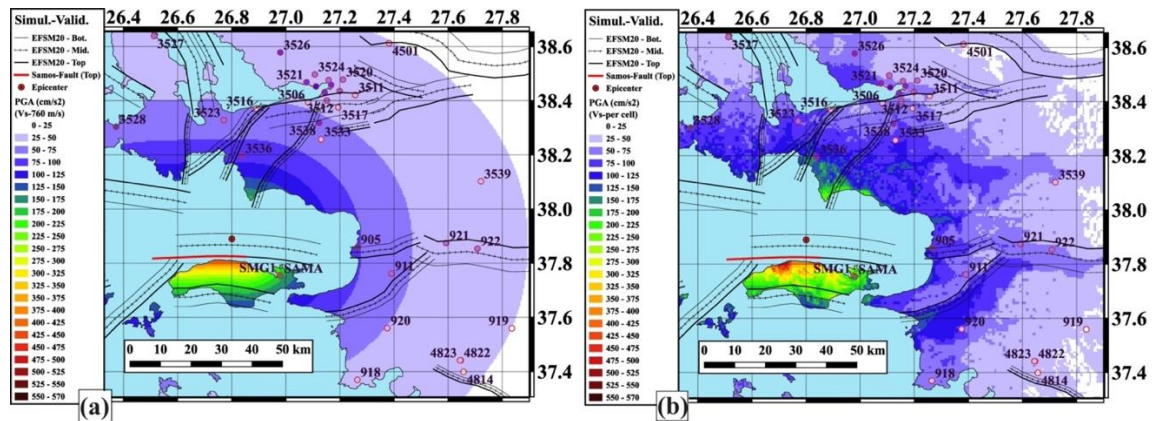 26.4 26.6 26.8 27.0 27.2 27.4 27.6 27.8
Simul.-Valid.
EFSM20 - Bot.
EFSM20 - Mid.
EFSM20 - Top
Samos-Fault (Top)
Epicenter
PGA (cm/s2)
(Vs-760 m/s)
0 - 25
25 - 50
50 - 75
75 - 100
100 - 125
125 - 150
150 - 175
175 - 200
200 - 225
225 - 250
250 - 275
275 - 300
300 - 325
325 - 350
350 - 375
375 - 400
400 - 425
425 - 450
450 - 475
475 - 500
500 - 525
525 - 550
550 - 570
3527
3526
4501
3524
3521
3520
3506
3511
3516
3512
3523
3517
3528
3538
3533
3536
3539
905
921
922
SMG1
SAMA
911
920
919
4823
4822
918
4814
0 10 20 30 40 50 km
38.6
38.4
38.2
38.0
37.8
37.6
37.4
(a)
26.4 26.6 26.8 27.0 27.2 27.4 27.6 27.8
Simul.-Valid.
EFSM20 - Bot.
EFSM20 - Mid.
EFSM20 - Top
Samos-Fault (Top)
Epicenter
PGA (cm/s2)
(Vs-per cell)
0 - 25
25 - 50
50 - 75
75 - 100
100 - 125
125 - 150
150 - 175
175 - 200
200 - 225
225 - 250
250 - 275
275 - 300
300 - 325
325 - 350
350 - 375
375 - 400
400 - 425
425 - 450
450 - 475
475 - 500
500 - 525
525 - 550
550 - 570
3527
3526
4501
3524
3521
3520
3506
3511
3516
3512
3523
3517
3528
3538
3533
3536
3539
905
921
922
SMG1
SAMA
911
920
919
4823
4822
918
4814
0 10 20 30 40 50 km
38.6
38.4
38.2
38.0
37.8
37.6
37.4
(b)